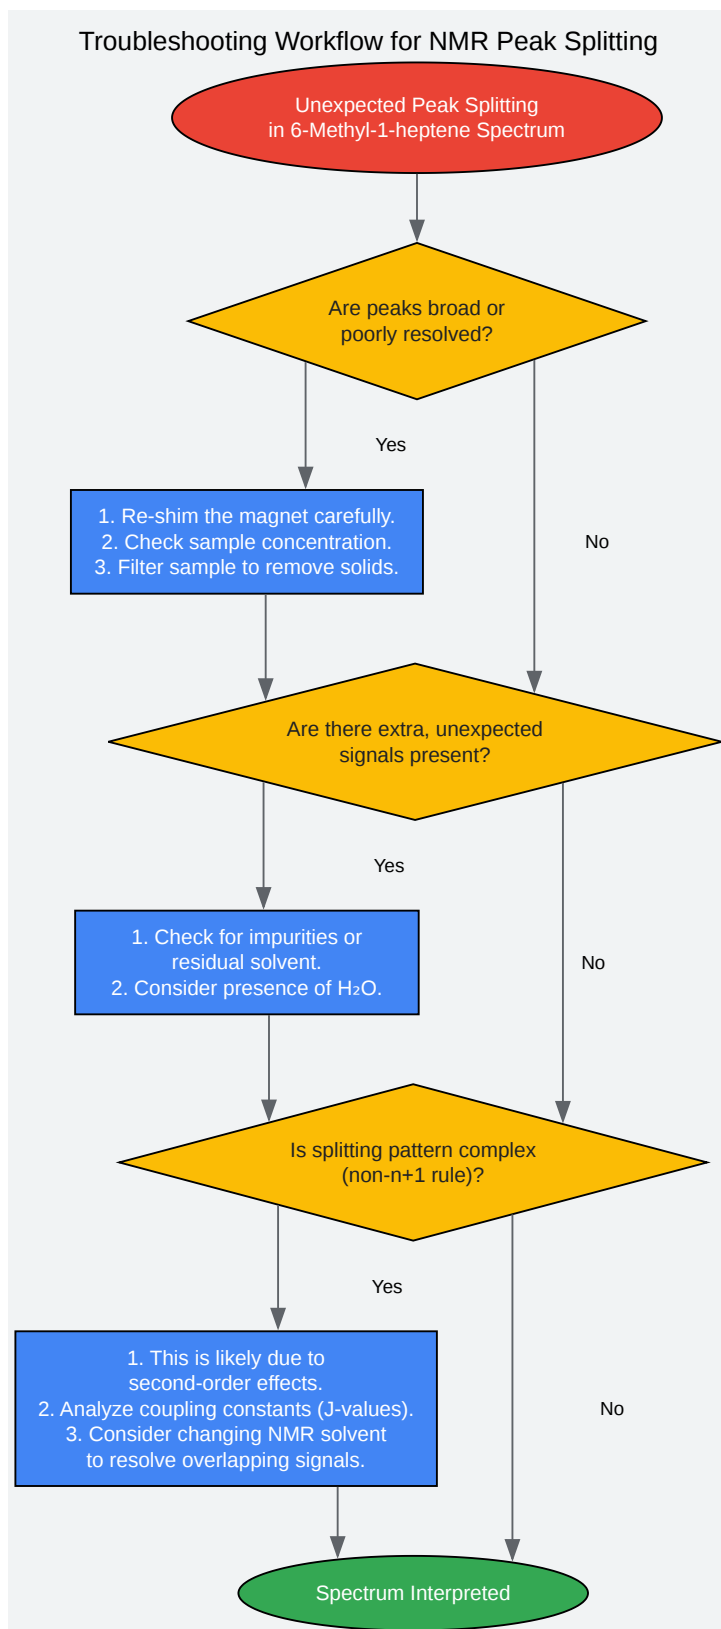 Troubleshooting Workflow for NMR Peak Splitting
Unexpected Peak Splitting
in 6-Methyl-1-heptene Spectrum
Are peaks broad or
poorly resolved?
Yes
1. Re-shim the magnet carefully.
2. Check sample concentration.
3. Filter sample to remove solids.
No
Are there extra, unexpected
signals present?
Yes
1. Check for impurities or
residual solvent.
2. Consider presence of H₂O.
No
Is splitting pattern complex
(non-n+1 rule)?
Yes
1. This is likely due to
second-order effects.
2. Analyze coupling constants (J-values).
3. Consider changing NMR solvent
to resolve overlapping signals.
No
Spectrum Interpreted